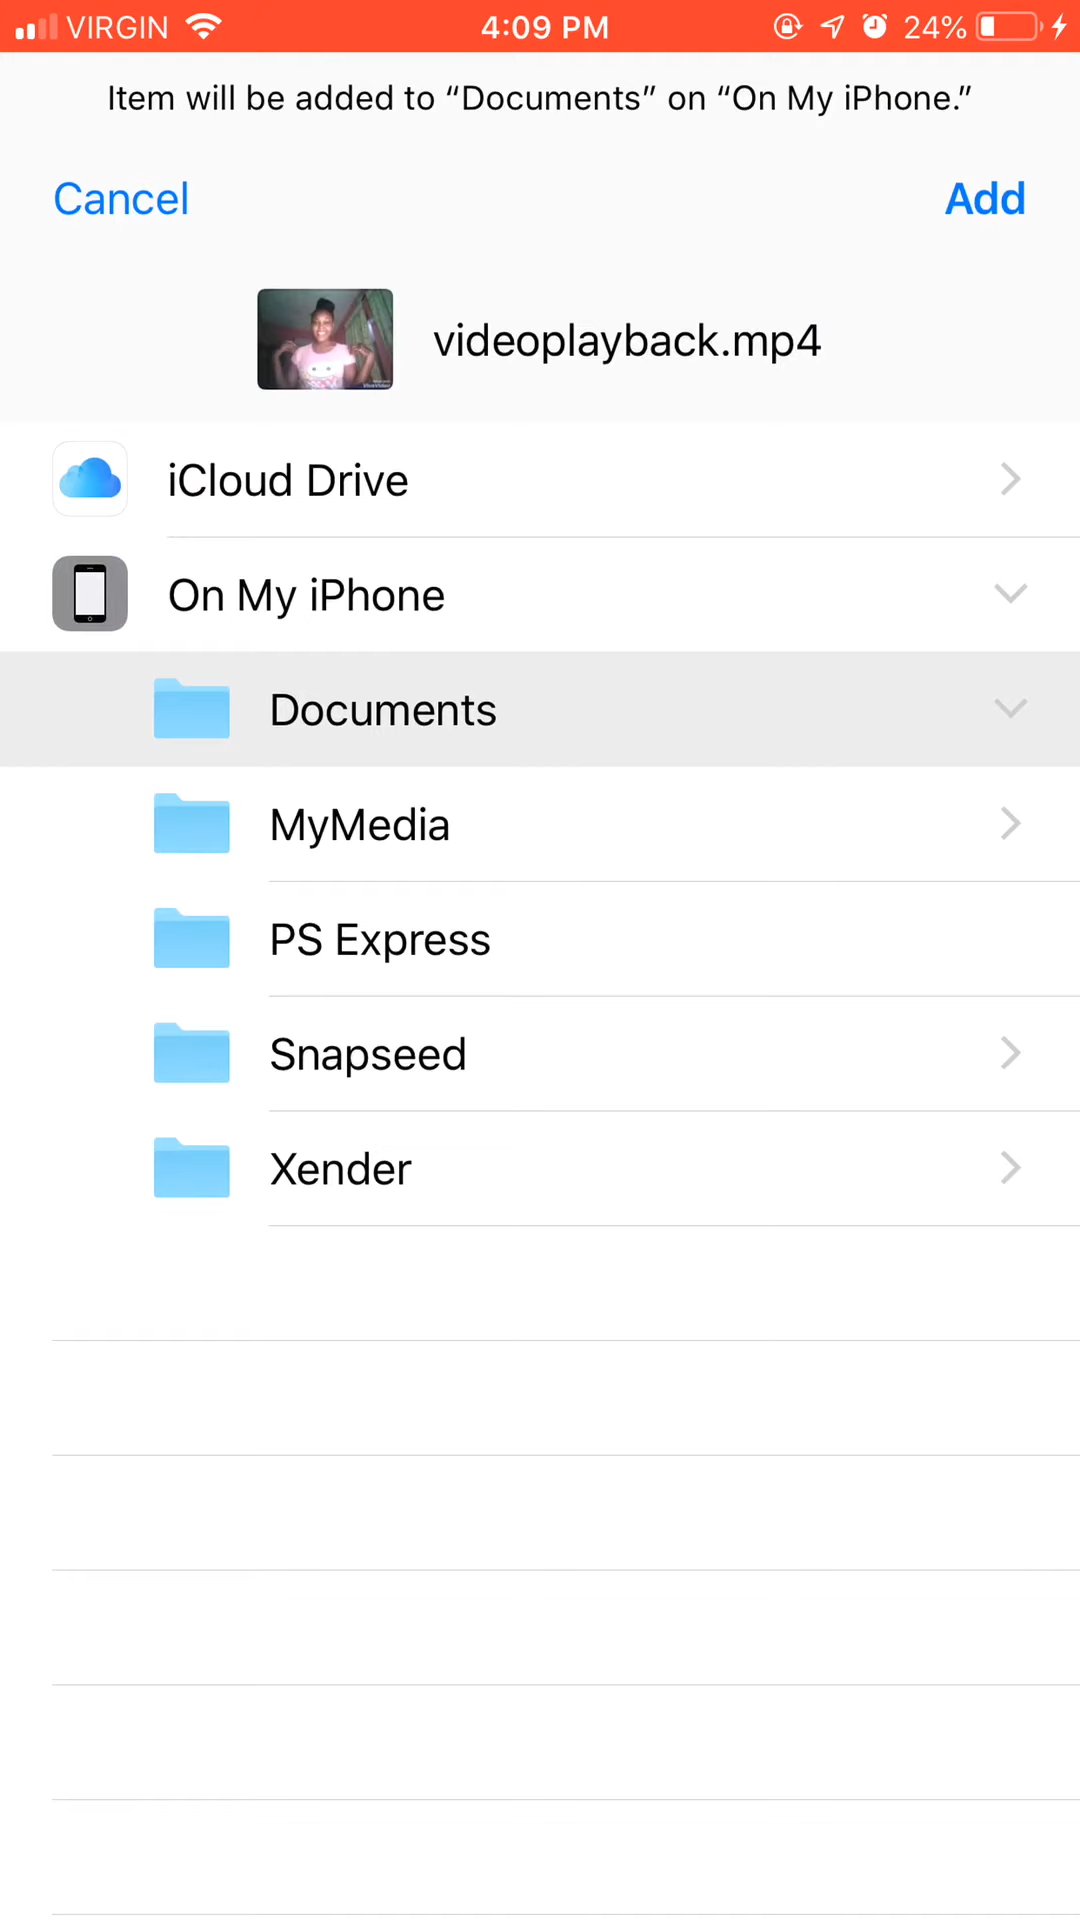 VIRGIN
4:09 PM
24%
Item will be added to “Documents” on “On My iPhone.”
Cancel
Add
videoplayback.mp4
iCloud Drive
On My iPhone
Documents
MyMedia
PS Express
Snapseed
Xender